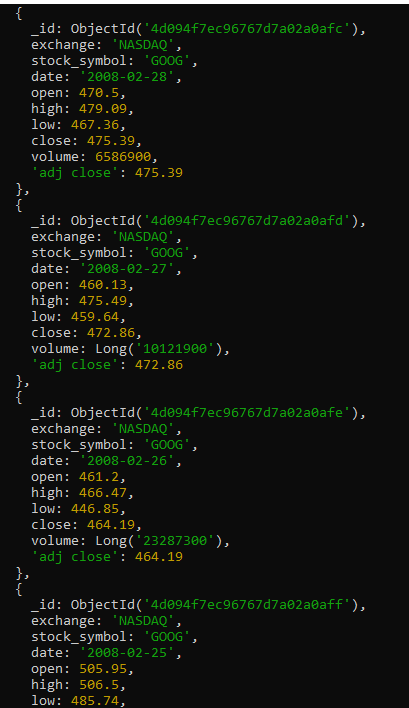 {
_id: ObjectId('4d094f7ec96767d7a02a0afc'),
exchange: 'NASDAQ',
stock_symbol: 'GOOG',
date: '2008-02-28',
open: 470.5,
high: 479.09,
low: 467.36,
close: 475.39,
volume: 6586900,
'adj close': 475.39
},
{
_id: ObjectId('4d094f7ec96767d7a02a0afd'),
exchange: 'NASDAQ',
stock_symbol: 'GOOG',
date: '2008-02-27',
open: 460.13,
high: 475.49,
low: 459.64,
close: 472.86,
volume: Long('10121900'),
'adj close': 472.86
},
{
_id: ObjectId('4d094f7ec96767d7a02a0afe'),
exchange: 'NASDAQ',
stock_symbol: 'GOOG',
date: '2008-02-26',
open: 461.2,
high: 466.47,
low: 446.85,
close: 464.19,
volume: Long('23287300'),
'adj close': 464.19
},
{
_id: ObjectId('4d094f7ec96767d7a02a0aff'),
exchange: 'NASDAQ',
stock_symbol: 'GOOG',
date: '2008-02-25',
open: 505.95,
high: 506.5,
low: 485.74,